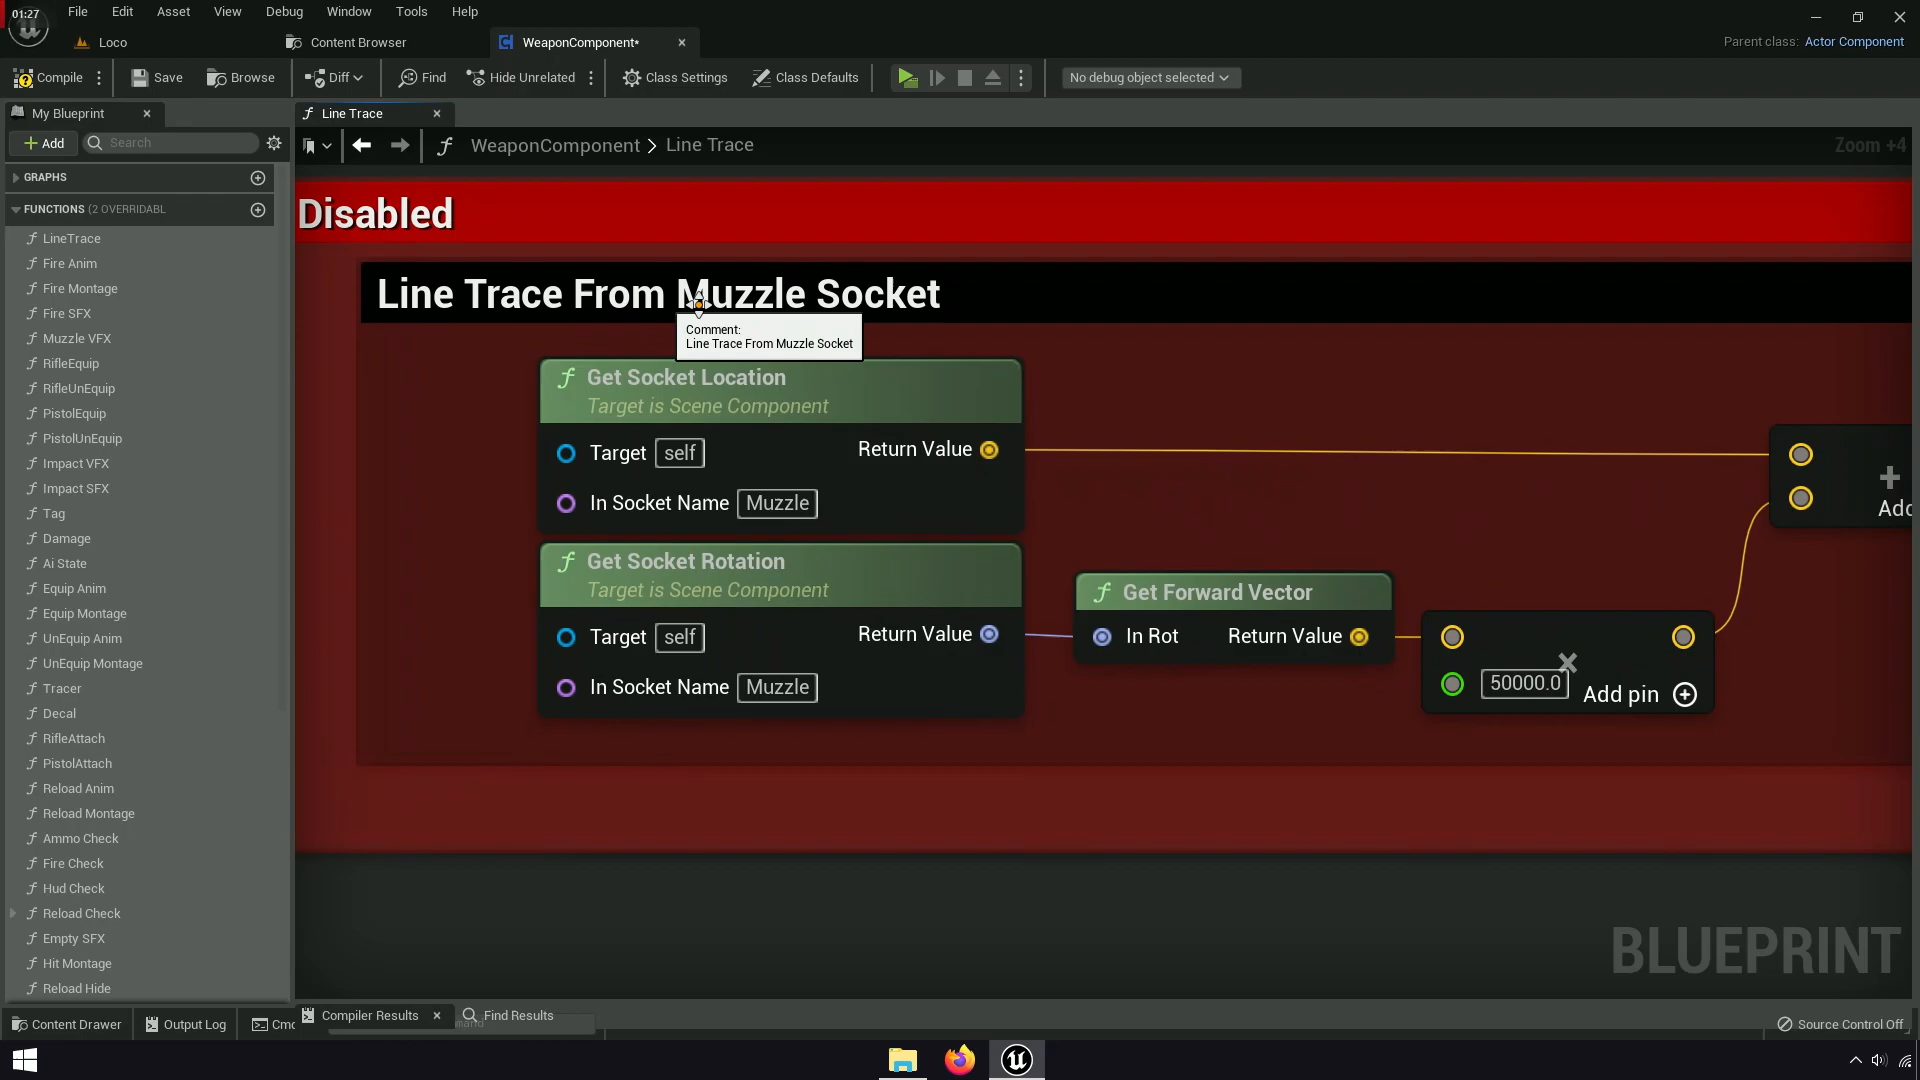 01:27
File Edit Asset View Debug Window Tools Help
Loco
Content Browser
WeaponComponent*
Parent class: Actor Component
Compile
Save
Browse
Diff
Find
Hide Unrelated
Class Settings
Class Defaults
No debug object selected
My Blueprint
Line Trace
Add
Search
WeaponComponent > Line Trace
Zoom +4
GRAPHS
FUNCTIONS (2 OVERRIDABL
LineTrace
Fire Anim
Fire Montage
Fire SFX
Muzzle VFX
RifleEquip
RifleUnEquip
PistolEquip
PistolUnEquip
Impact VFX
Impact SFX
Tag
Damage
Ai State
Equip Anim
Equip Montage
UnEquip Anim
UnEquip Montage
Tracer
Decal
RifleAttach
PistolAttach
Reload Anim
Reload Montage
Ammo Check
Fire Check
Hud Check
Reload Check
Empty SFX
Hit Montage
Reload Hide
Disabled
Line Trace From Muzzle Socket
Comment:
Line Trace From Muzzle Socket
Get Socket Location
Target is Scene Component
Target self
Return Value
In Socket Name Muzzle
Get Socket Rotation
Target is Scene Component
Target self
Return Value
In Socket Name Muzzle
Get Forward Vector
In Rot
Return Value
50000.0
Add pin
Adc
BLUEPRINT
Compiler Results
Find Results
Content Drawer
Output Log
Cmc
Source Control Off